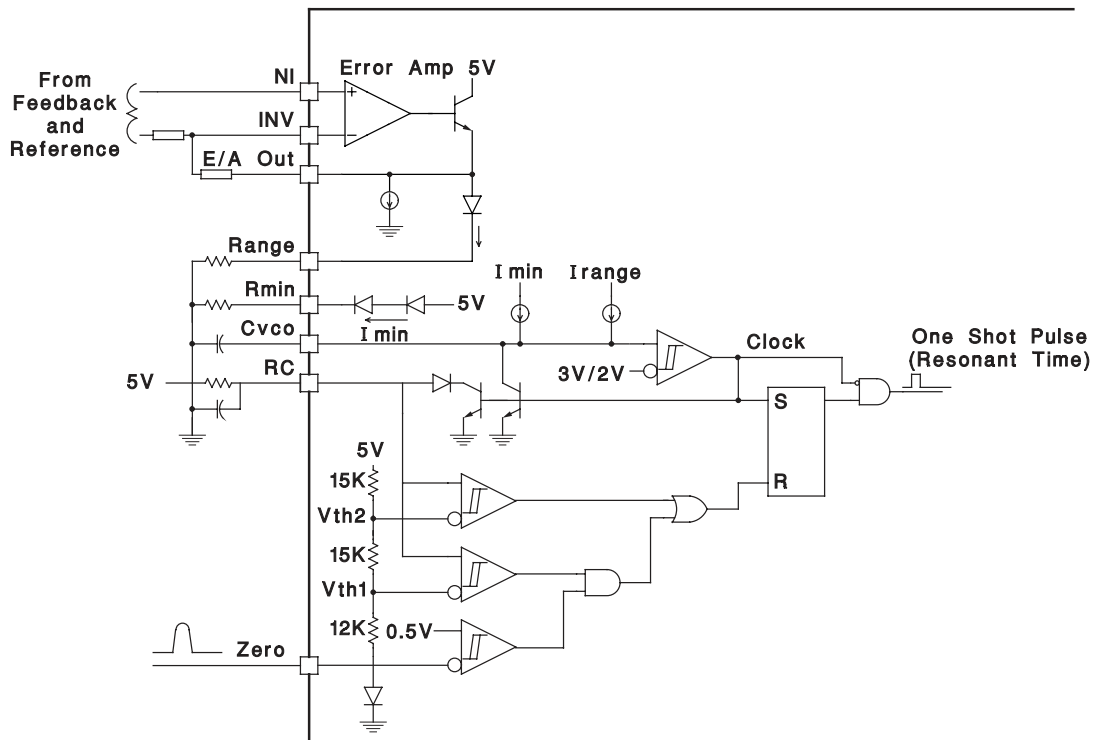 From
Feedback
and
Reference
NI
INV
E/A Out
Error Amp 5V
Range
Rmin
Cvco
RC
5V
I min
5V
I min
I range
3V/2V
Clock
One Shot Pulse
(Resonant Time)
S
R
5V
15K
Vth2
15K
Vth1
12K
0.5V
Zero